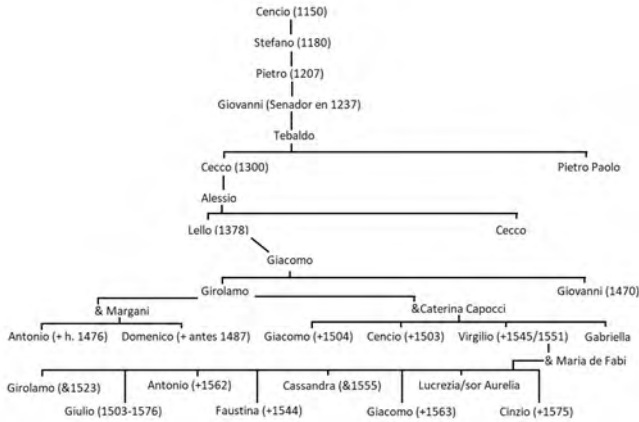 Cencio (1150)
Stefano (1180)
Pietro (1207)
Giovanni (Senador en 1237)
Tebaldo
Cecco (1300) Pietro Paolo
Alessio
Lello (1378) Cecco
Giacomo
Girolamo Giovanni (1470)
& Margani &Caterina Capocci
Antonio (+ h. 1476) Domenico (+ antes 1487) Giacomo (+1504) Cencio (+1503) Virgilio (+1545/1551) Gabriella
& Maria de Fabi
Girolamo (&1523) Antonio (+1562) Cassandra (&1555) Lucrezia/sor Aurelia
Giulio (1503-1576) Faustina (+1544) Giacomo (+1563) Cinzio (+1575)